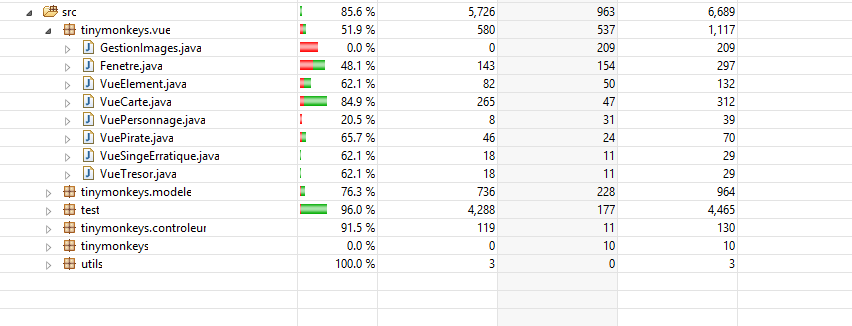 src 85.6 % 5,726 963 6,689
tinymonkeys.vue 51.9 % 580 537 1,117
GestionImages.java 0.0 % 0 209 209
Fenetre.java 48.1 % 143 154 297
VueElement.java 62.1 % 82 50 132
VueCarte.java 84.9 % 265 47 312
VuePersonnage.java 20.5 % 8 31 39
VuePirate.java 65.7 % 46 24 70
VueSingeErratique.java 62.1 % 18 11 29
VueTresor.java 62.1 % 18 11 29
tinymonkeys.modele 76.3 % 736 228 964
test 96.0 % 4,288 177 4,465
tinymonkeys.controleur 91.5 % 119 11 130
tinymonkeys 0.0 % 0 10 10
utils 100.0 % 3 0 3